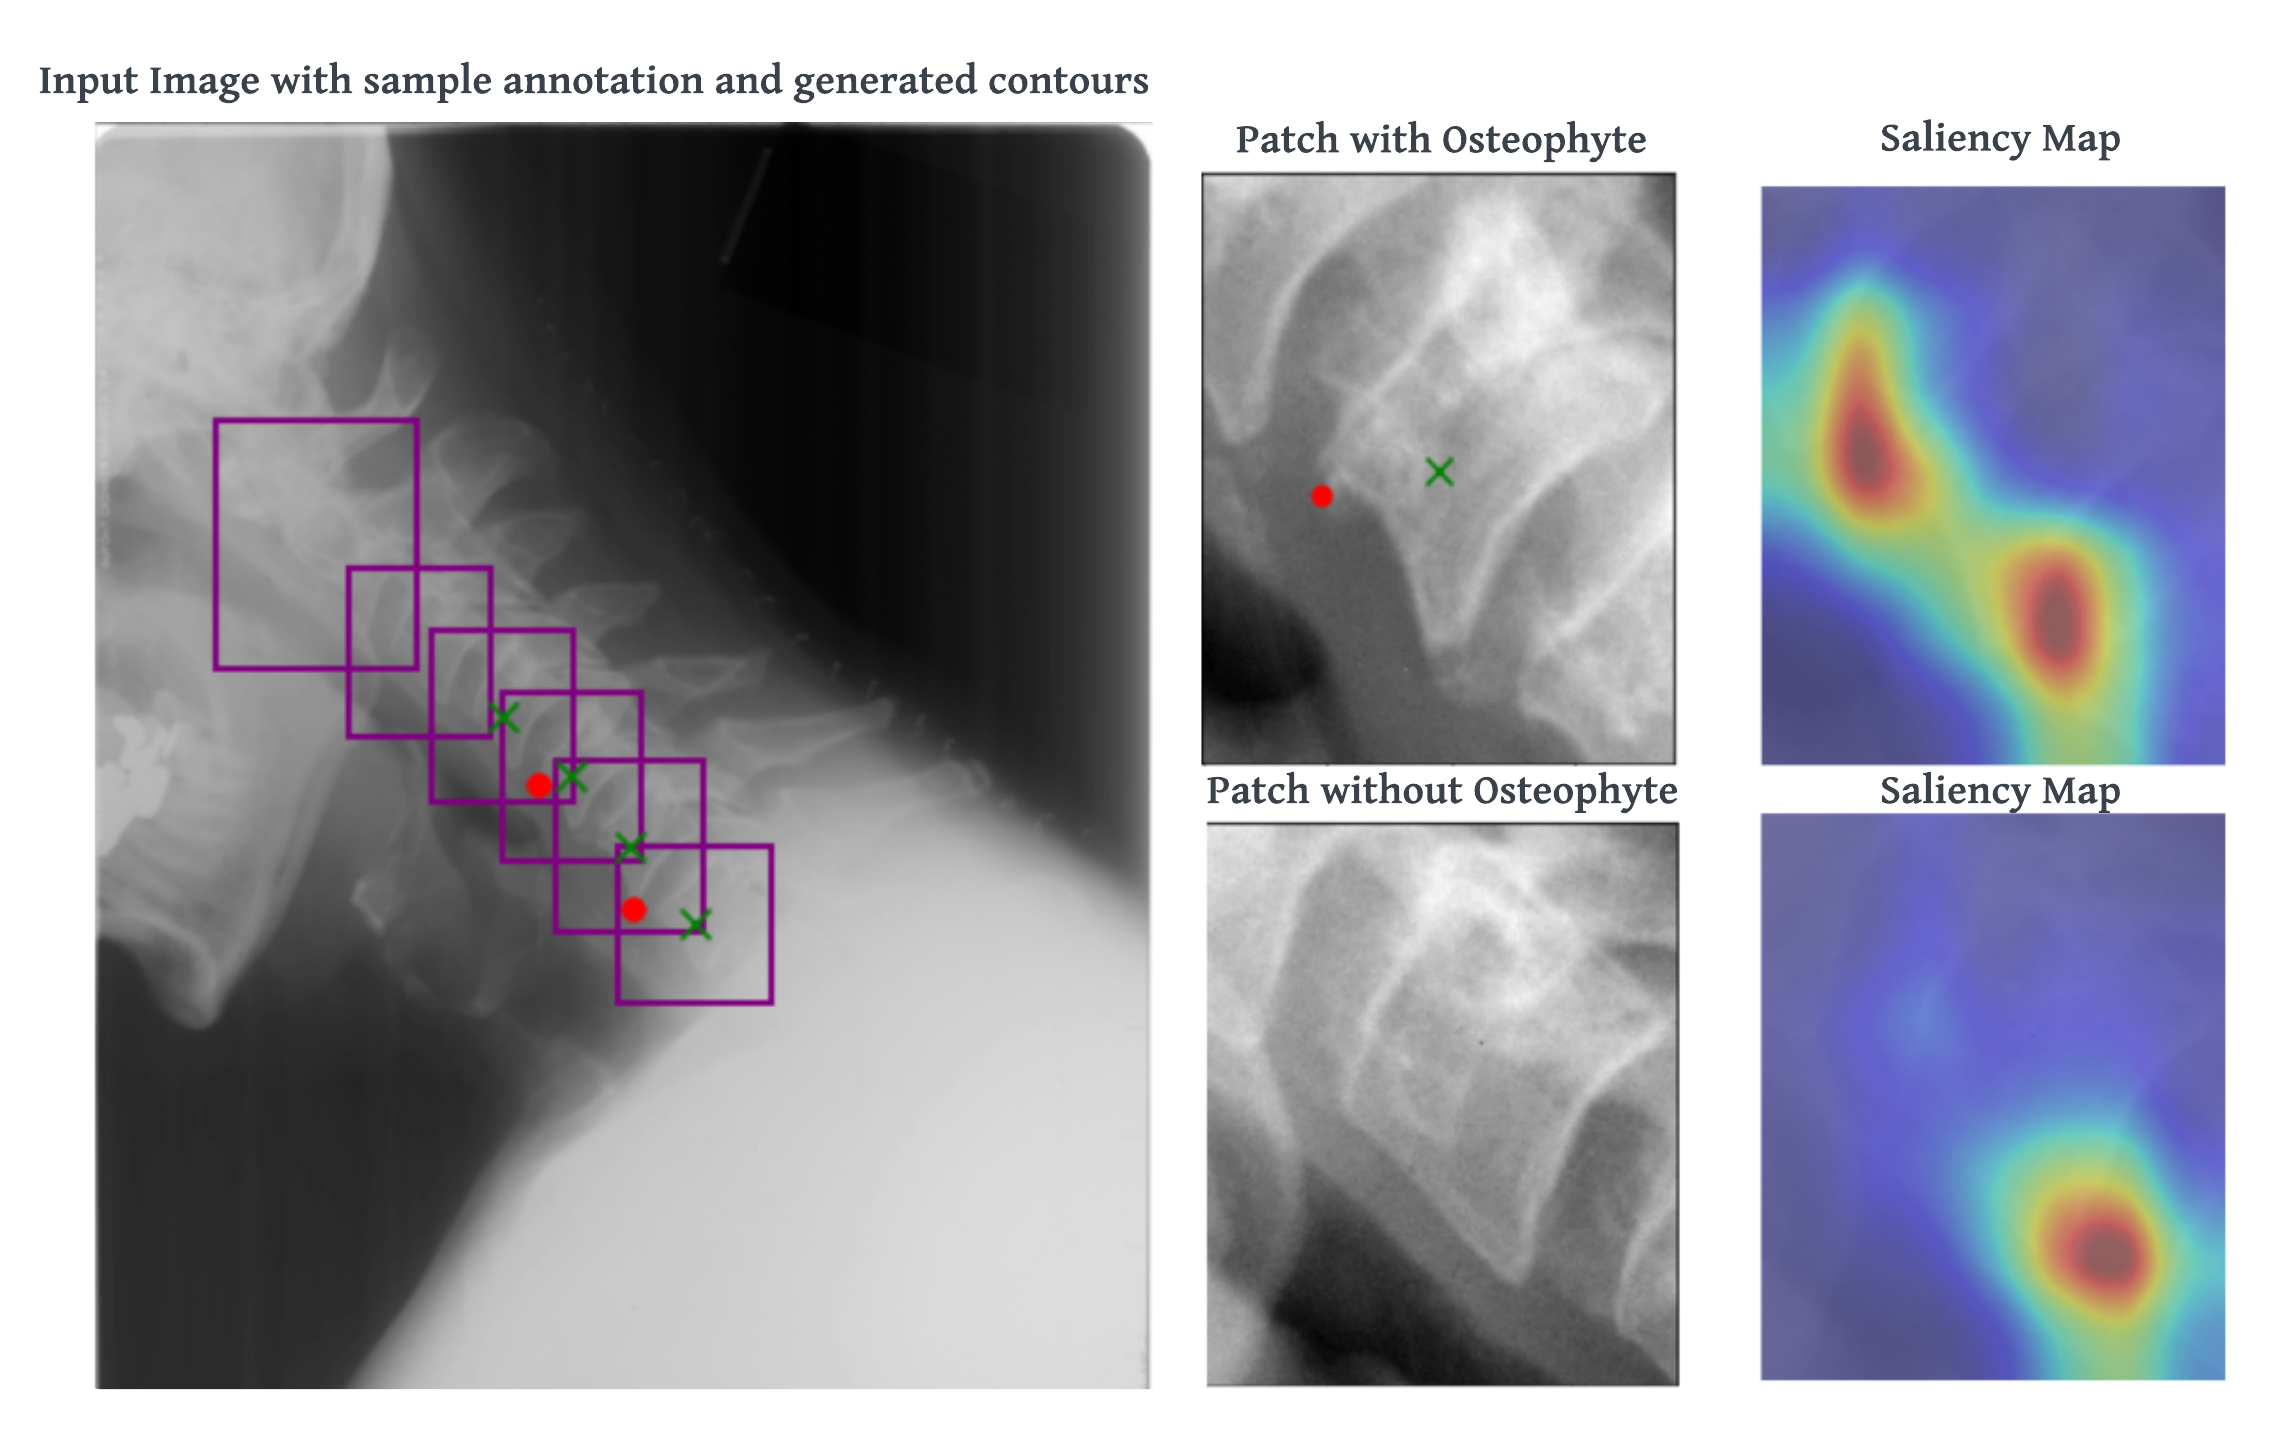 Input Image with sample annotation and generated contours
Patch with Osteophyte
Saliency Map
Patch without Osteophyte
Saliency Map